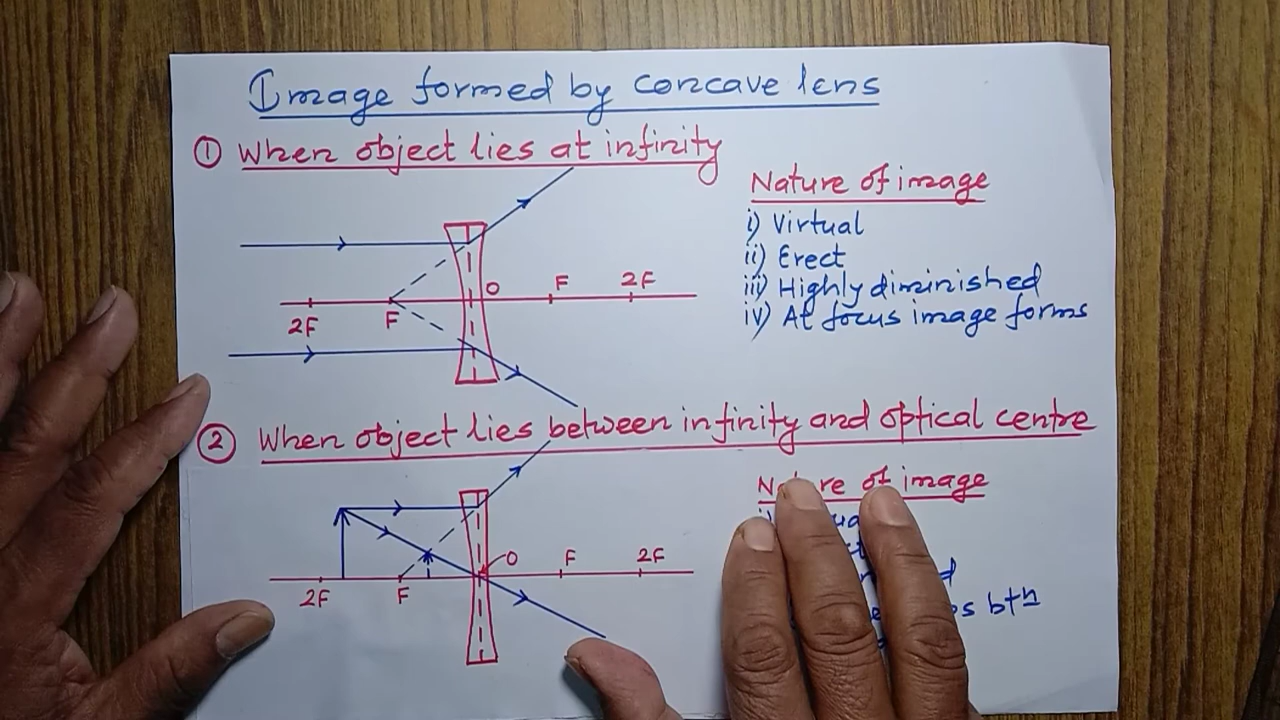 Image formed by concave lens
① When object lies at infinity
Nature of image
i) Virtual
ii) Erect
iii) Highly diminished
iv) At focus image forms
O
F
2F
2F
F
② When object lies between infinity and optical centre
Nature of image
O
F
2F
2F
F
btn